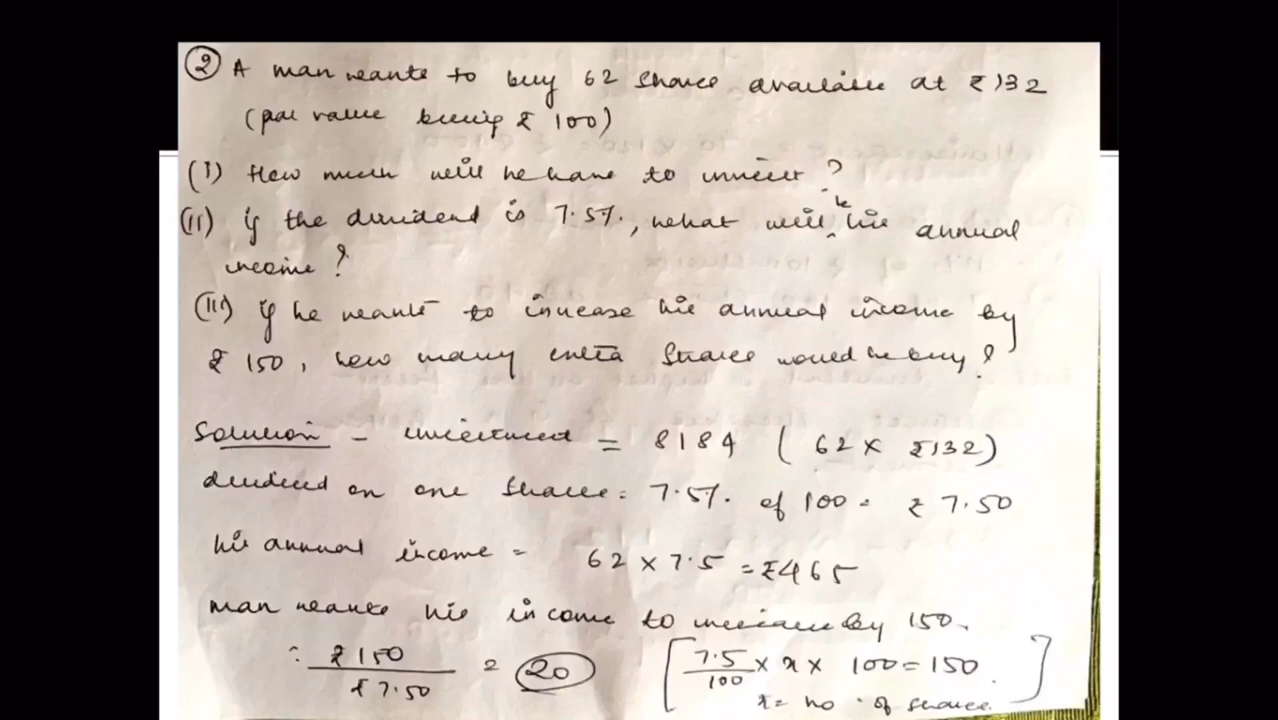 ② A man wants to buy 62 shares available at ₹132
(par value being ₹ 100)
(I) How much will he have to invest ?
(II) if the dividend is 7.5%, what will be his annual
income ?
(III) if he wants to increase his annual income by
₹ 150, how many extra shares would he buy ?
Solution - investment = 8184 ( 62 × ₹132)
dividend on one share = 7.5% of 100 = ₹ 7.50
his annual income = 62 × 7.5 = ₹465
man wants his income to increase by 150.
∴ ₹150 / ₹7.50 = 20 [ 7.5/100 × x × 100 = 150 . ]
x = no . of shares.